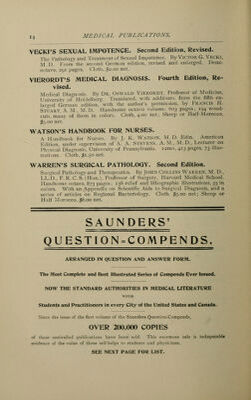 14 MEDICAL PUBLICATIONS.
VECKI'S SEXUAL IMPOTENCE. Second Edition, Revised.
The Pathology and Treatment of Sexual Impotence. By VICTOR G. VECKI,
M. D. From the second German edition, revised and enlarged. Demi-
octavo, 291 pages. Cloth, $2.00 net.
VIERORDT'S MEDICAL DIAGNOSIS. Fourth Edition, Re-
vised.
Medical Diagnosis. By DR. OSWALD VIERORDT, Professor of Medicine,
University of Heidelberg. Translated, with additions, from the fifth en-
larged German edition, with the author's permission, by FRANCIS H.
STUART, A. M., M. D. Handsome octavo volume, 603 pages; 194 wood-
cuts, many of them in colors. Cloth, 4.00 net; Sheep or Half-Morocco,
$5.00 net.
WATSON'S HANDBOOK FOR NURSES.
A Handbook for Nurses. By J. K. WATSON, M. D. Edin. American
Edition, under supervision of A. A. STEVENS, A. M., M. D., Lecturer on
Physical Diagnosis, University of Pennsylvania. 12mo, 413 pages, 73 illus-
trations. Cloth, $1.50 net.
WARREN'S SURGICAL PATHOLOGY. Second Edition.
Surgical Pathology and Therapeutics. By JOHN COLLINS WARREN, M. D.,
LL.D., F. R. C. S. (Hon.), Professor of Surgery, Harvard Medical School.
Handsome octavo, 873 pages; 136 relief and lithographic illustrations, 33 in
colors. With an Appendix on Scientific Aids to Surgical Diagnosis, and a
series of articles on Regional Bacteriology. Cloth, $5.00 net; Sheep or
Half Morocco, $6.00 net.
SAUNDERS'
QUESTION-COMPENDS.
ARRANGED IN QUESTION AND ANSWER FORM.
The Most Complete and Best Illustrated Series of Compends Ever Issued.
NOW THE STANDARD AUTHORITIES IN MEDICAL LITERATURE
WITH
Students and Practitioners in every City of the United States and Canada.
Since the issue of the first volume of the Saunders Question-Compends,
OVER 200,000 COPIES
of these unrivalled publications have been sold. This enormous sale is indisputable
evidence of the value of these self-helps to students and physicians.
SEE NEXT PAGE FOR LIST.